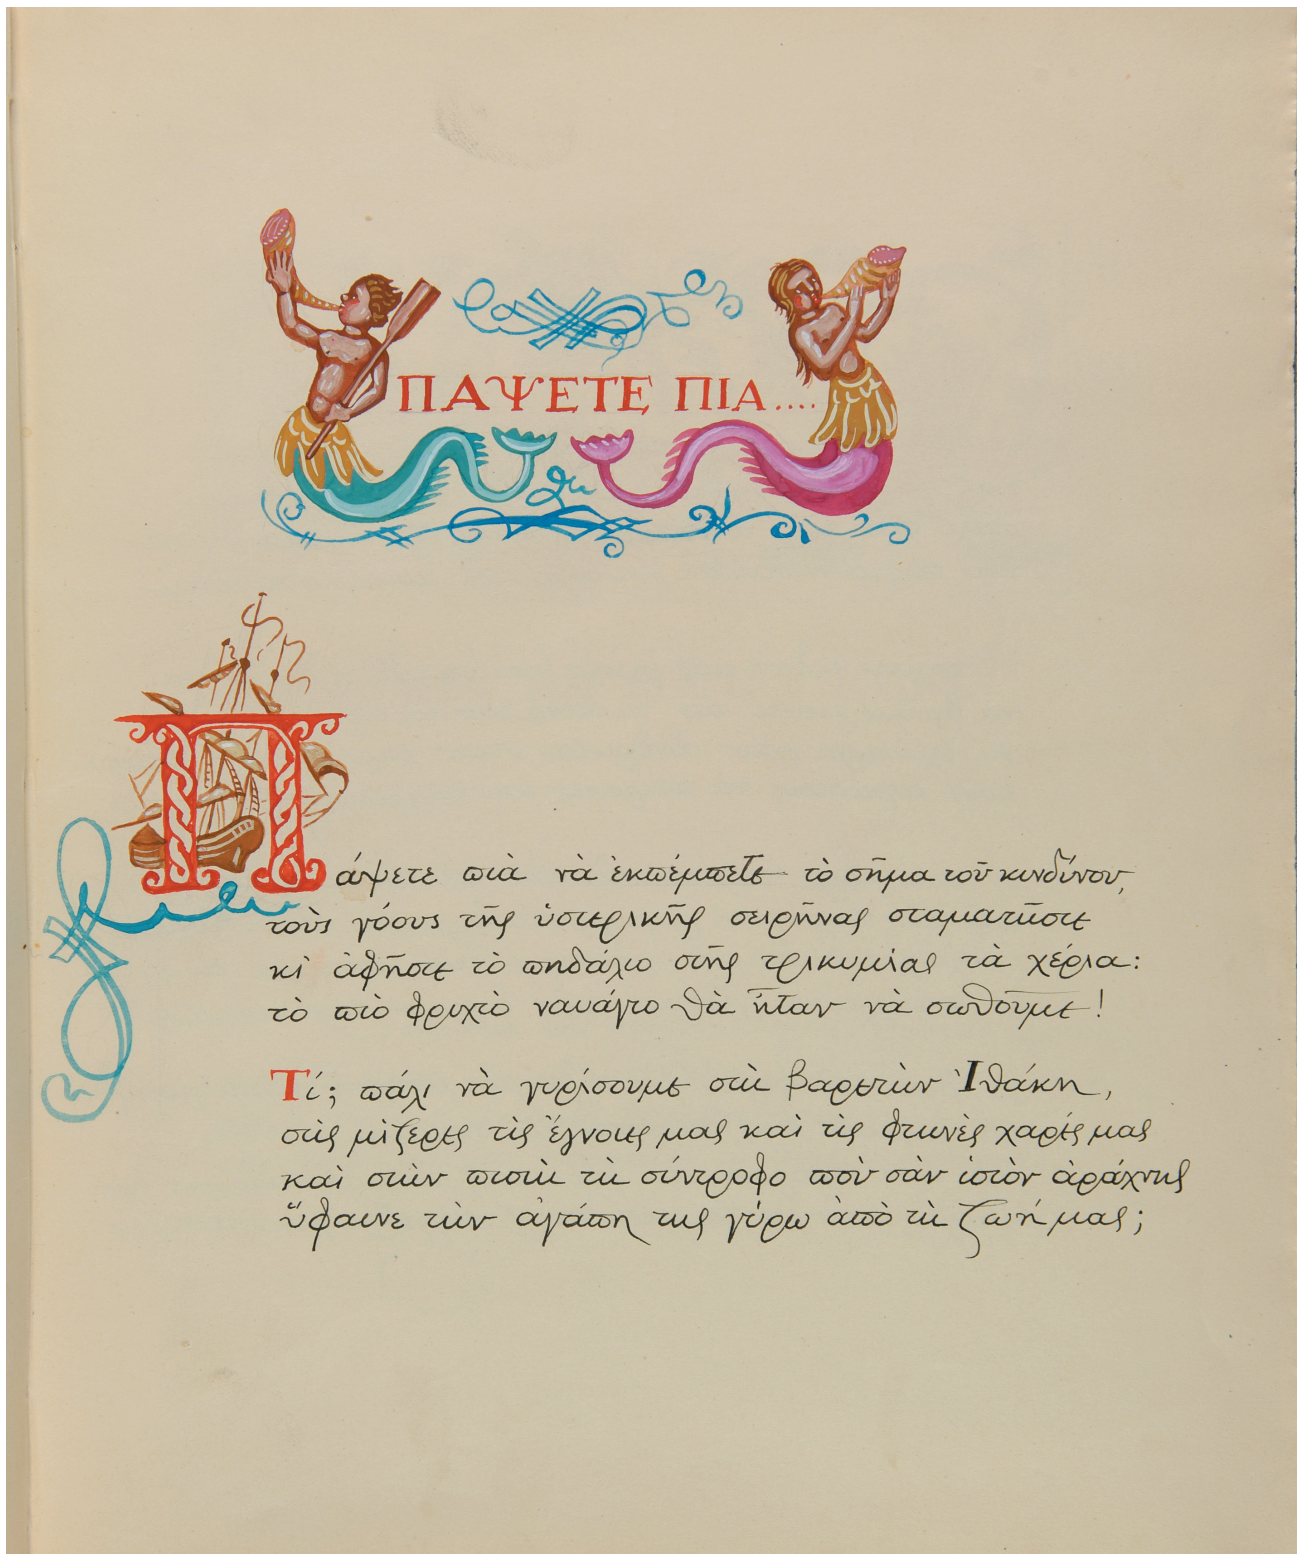 ΠΑΨΕΤΕ ΠΙΑ....
Πάψετε πιὰ νὰ ἐκπέμπετε τὸ σῆμα τοῦ κινδύνου,
τοὺς γόους τῆς ὑστερικῆς σειρῆνας σταματῆστε
κι ἀφῆστε τὸ πηδάλιο στῆς τρικυμίας τὰ χέρια:
τὸ πιὸ φριχτὸ ναυάγιο θὰ ἦταν νὰ σωθοῦμε!
Τί; πάλι νὰ γυρίσουμε στὴ βαρετὴν Ἰθάκη,
στὶς μίζερες τὶς ἔγνοιες μας καὶ τὶς φτηνὲς χαρές μας
καὶ στὴν πιστὴ τὴ σύντροφο ποὺ σὰν ἱστὸν ἀράχνης
ὕφαινε τὴν ἀγάπη της γύρω ἀπὸ τὴ ζωή μας;